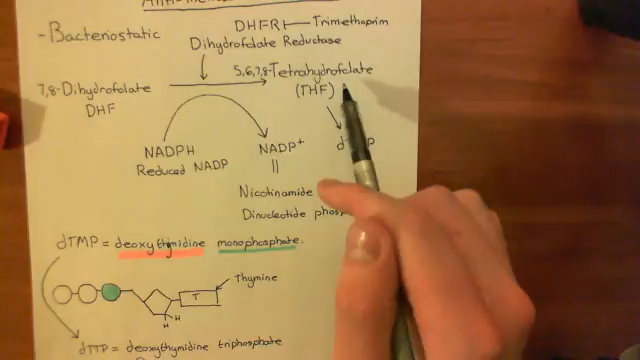 - Bacteriostatic
DHFR Trimethoprim
Dihydrofolate Reductase
7,8-Dihydrofolate
DHF
5,6,7,8-Tetrahydrofolate
(THF)
NADPH
Reduced NADP
NADP+
=
Nicotinamide
Dinucleotide phosp
dTMP = deoxythymidine monophosphate.
Thymine
T
H
H
dTTP = deoxythymidine triphosphate